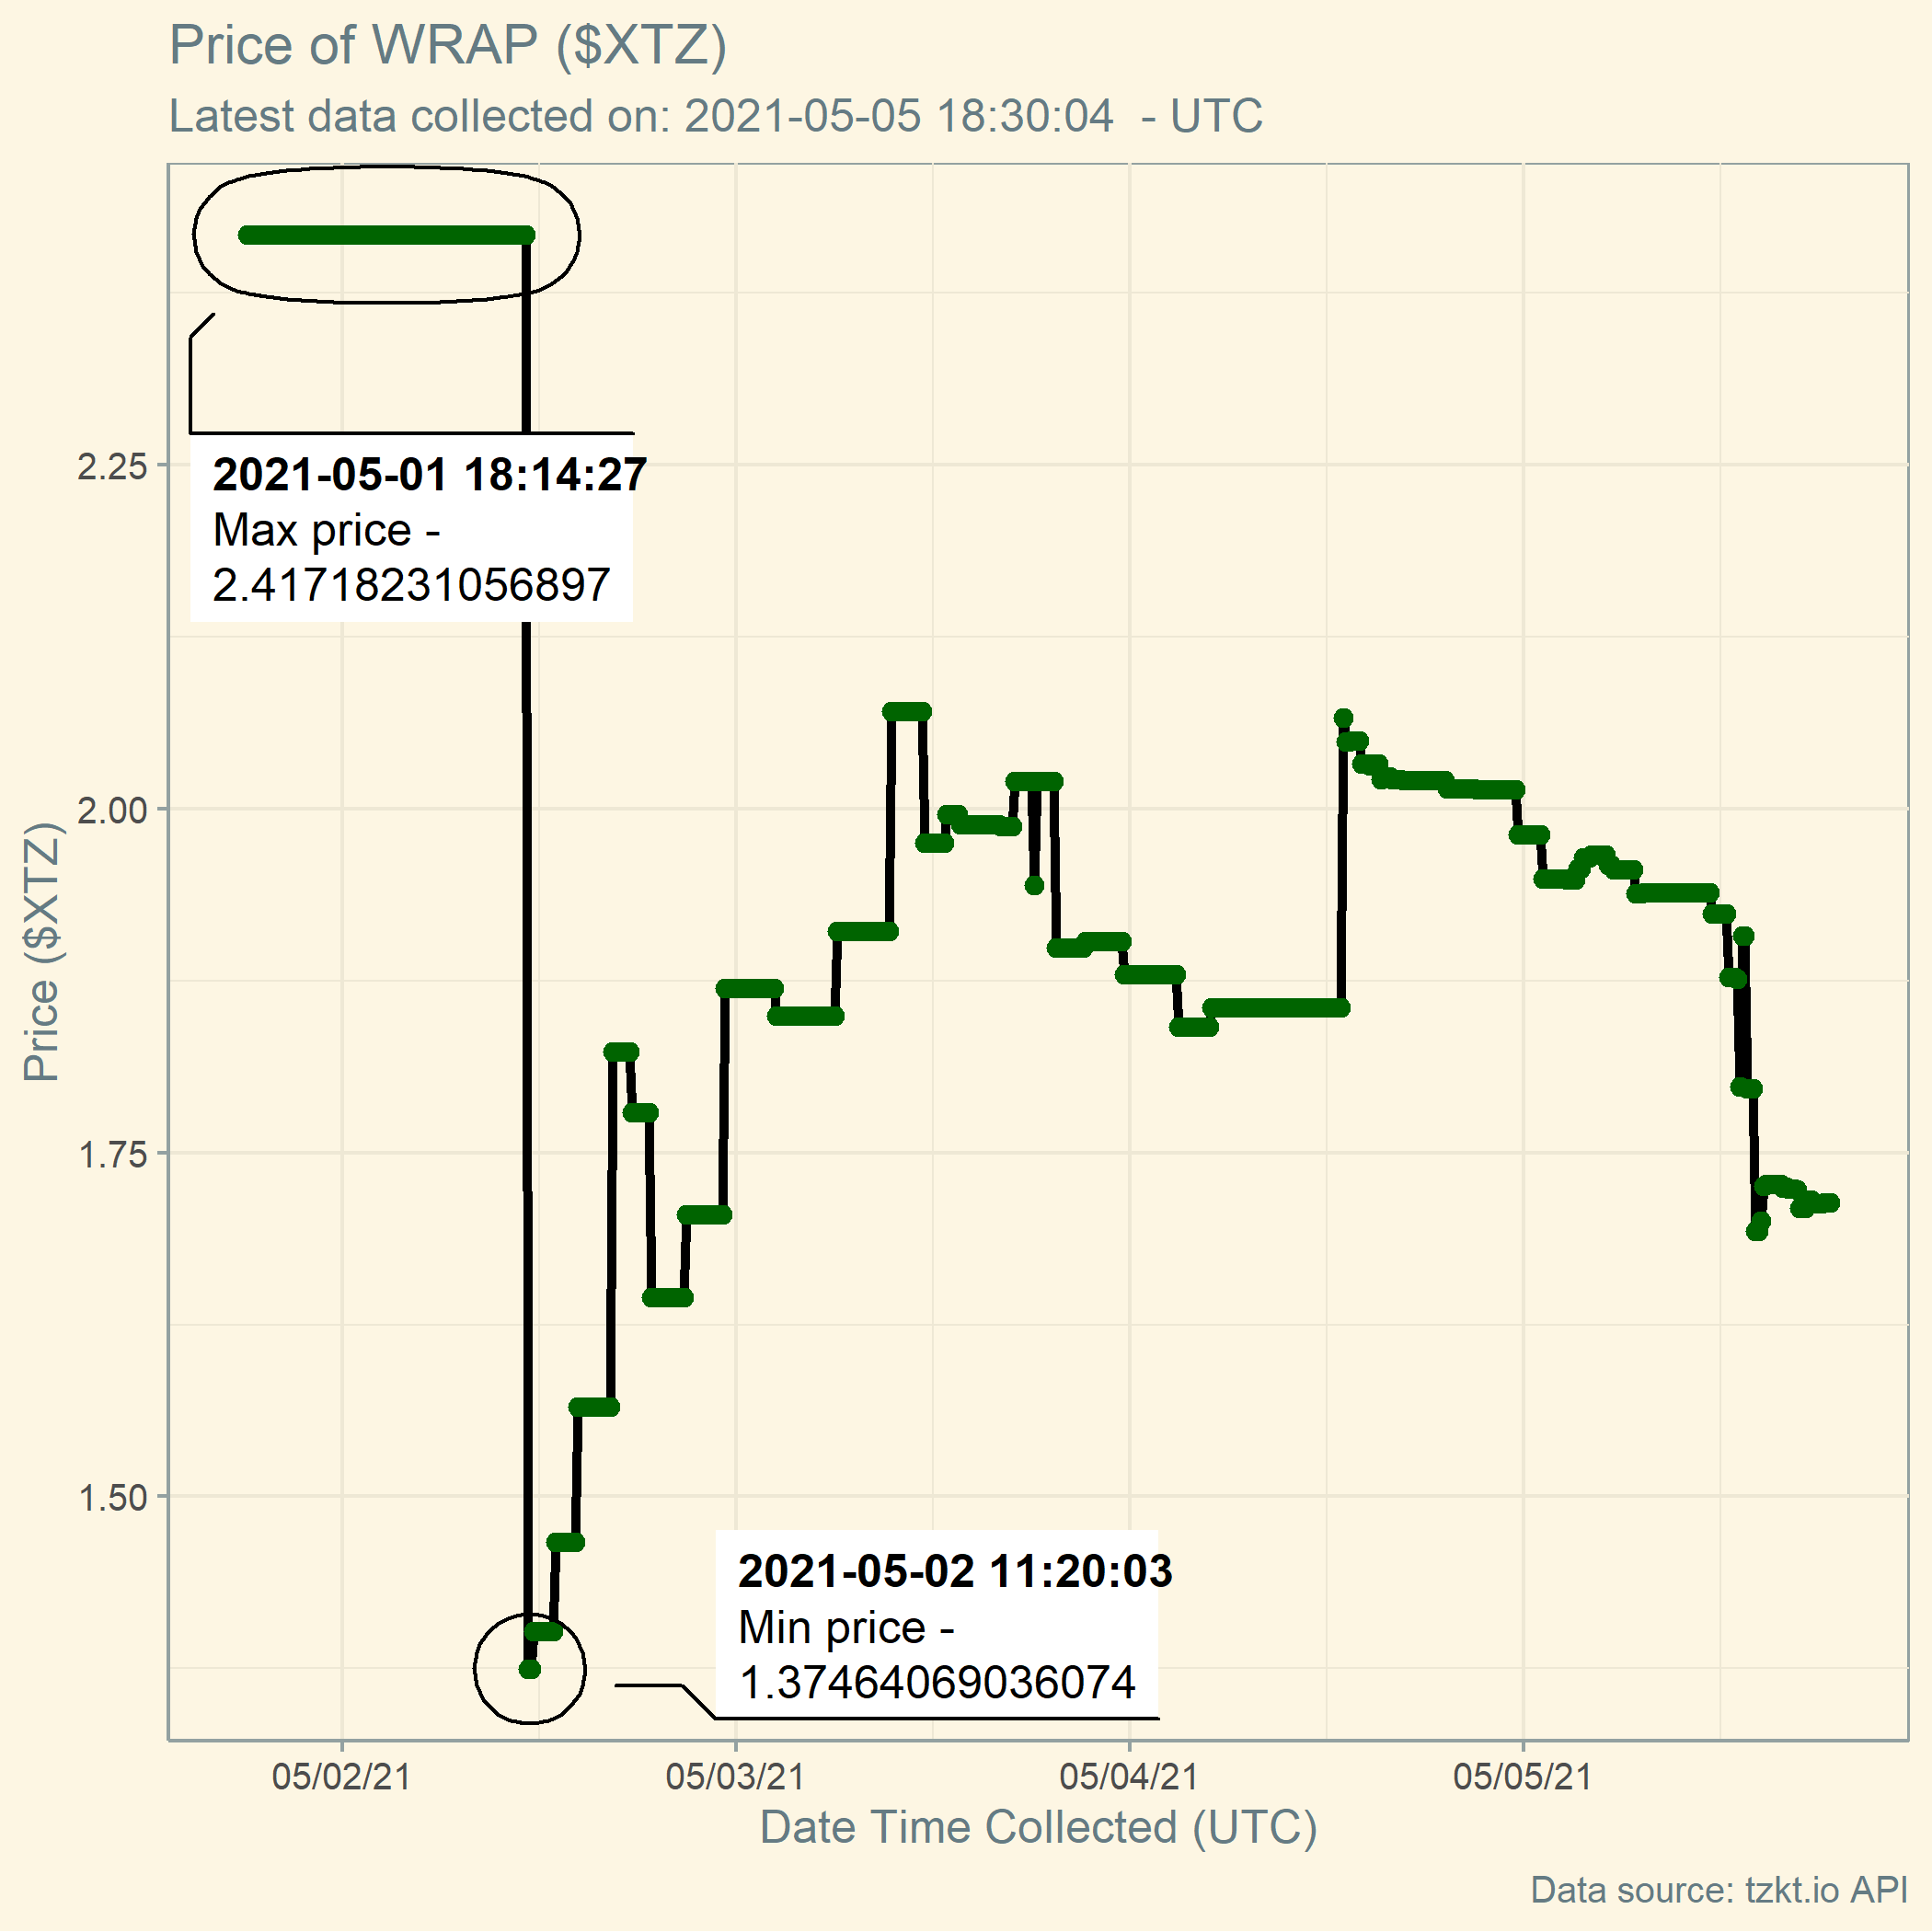 Price of WRAP ($XTZ)
Latest data collected on: 2021-05-05 18:30:04  - UTC
2021-05-01 18:14:27
Max price -
2.41718231056897
2.25
2.00
1.75
1.50
Price ($XTZ)
2021-05-02 11:20:03
Min price -
1.37464069036074
05/02/21
05/03/21
05/04/21
05/05/21
Date Time Collected (UTC)
Data source: tzkt.io API